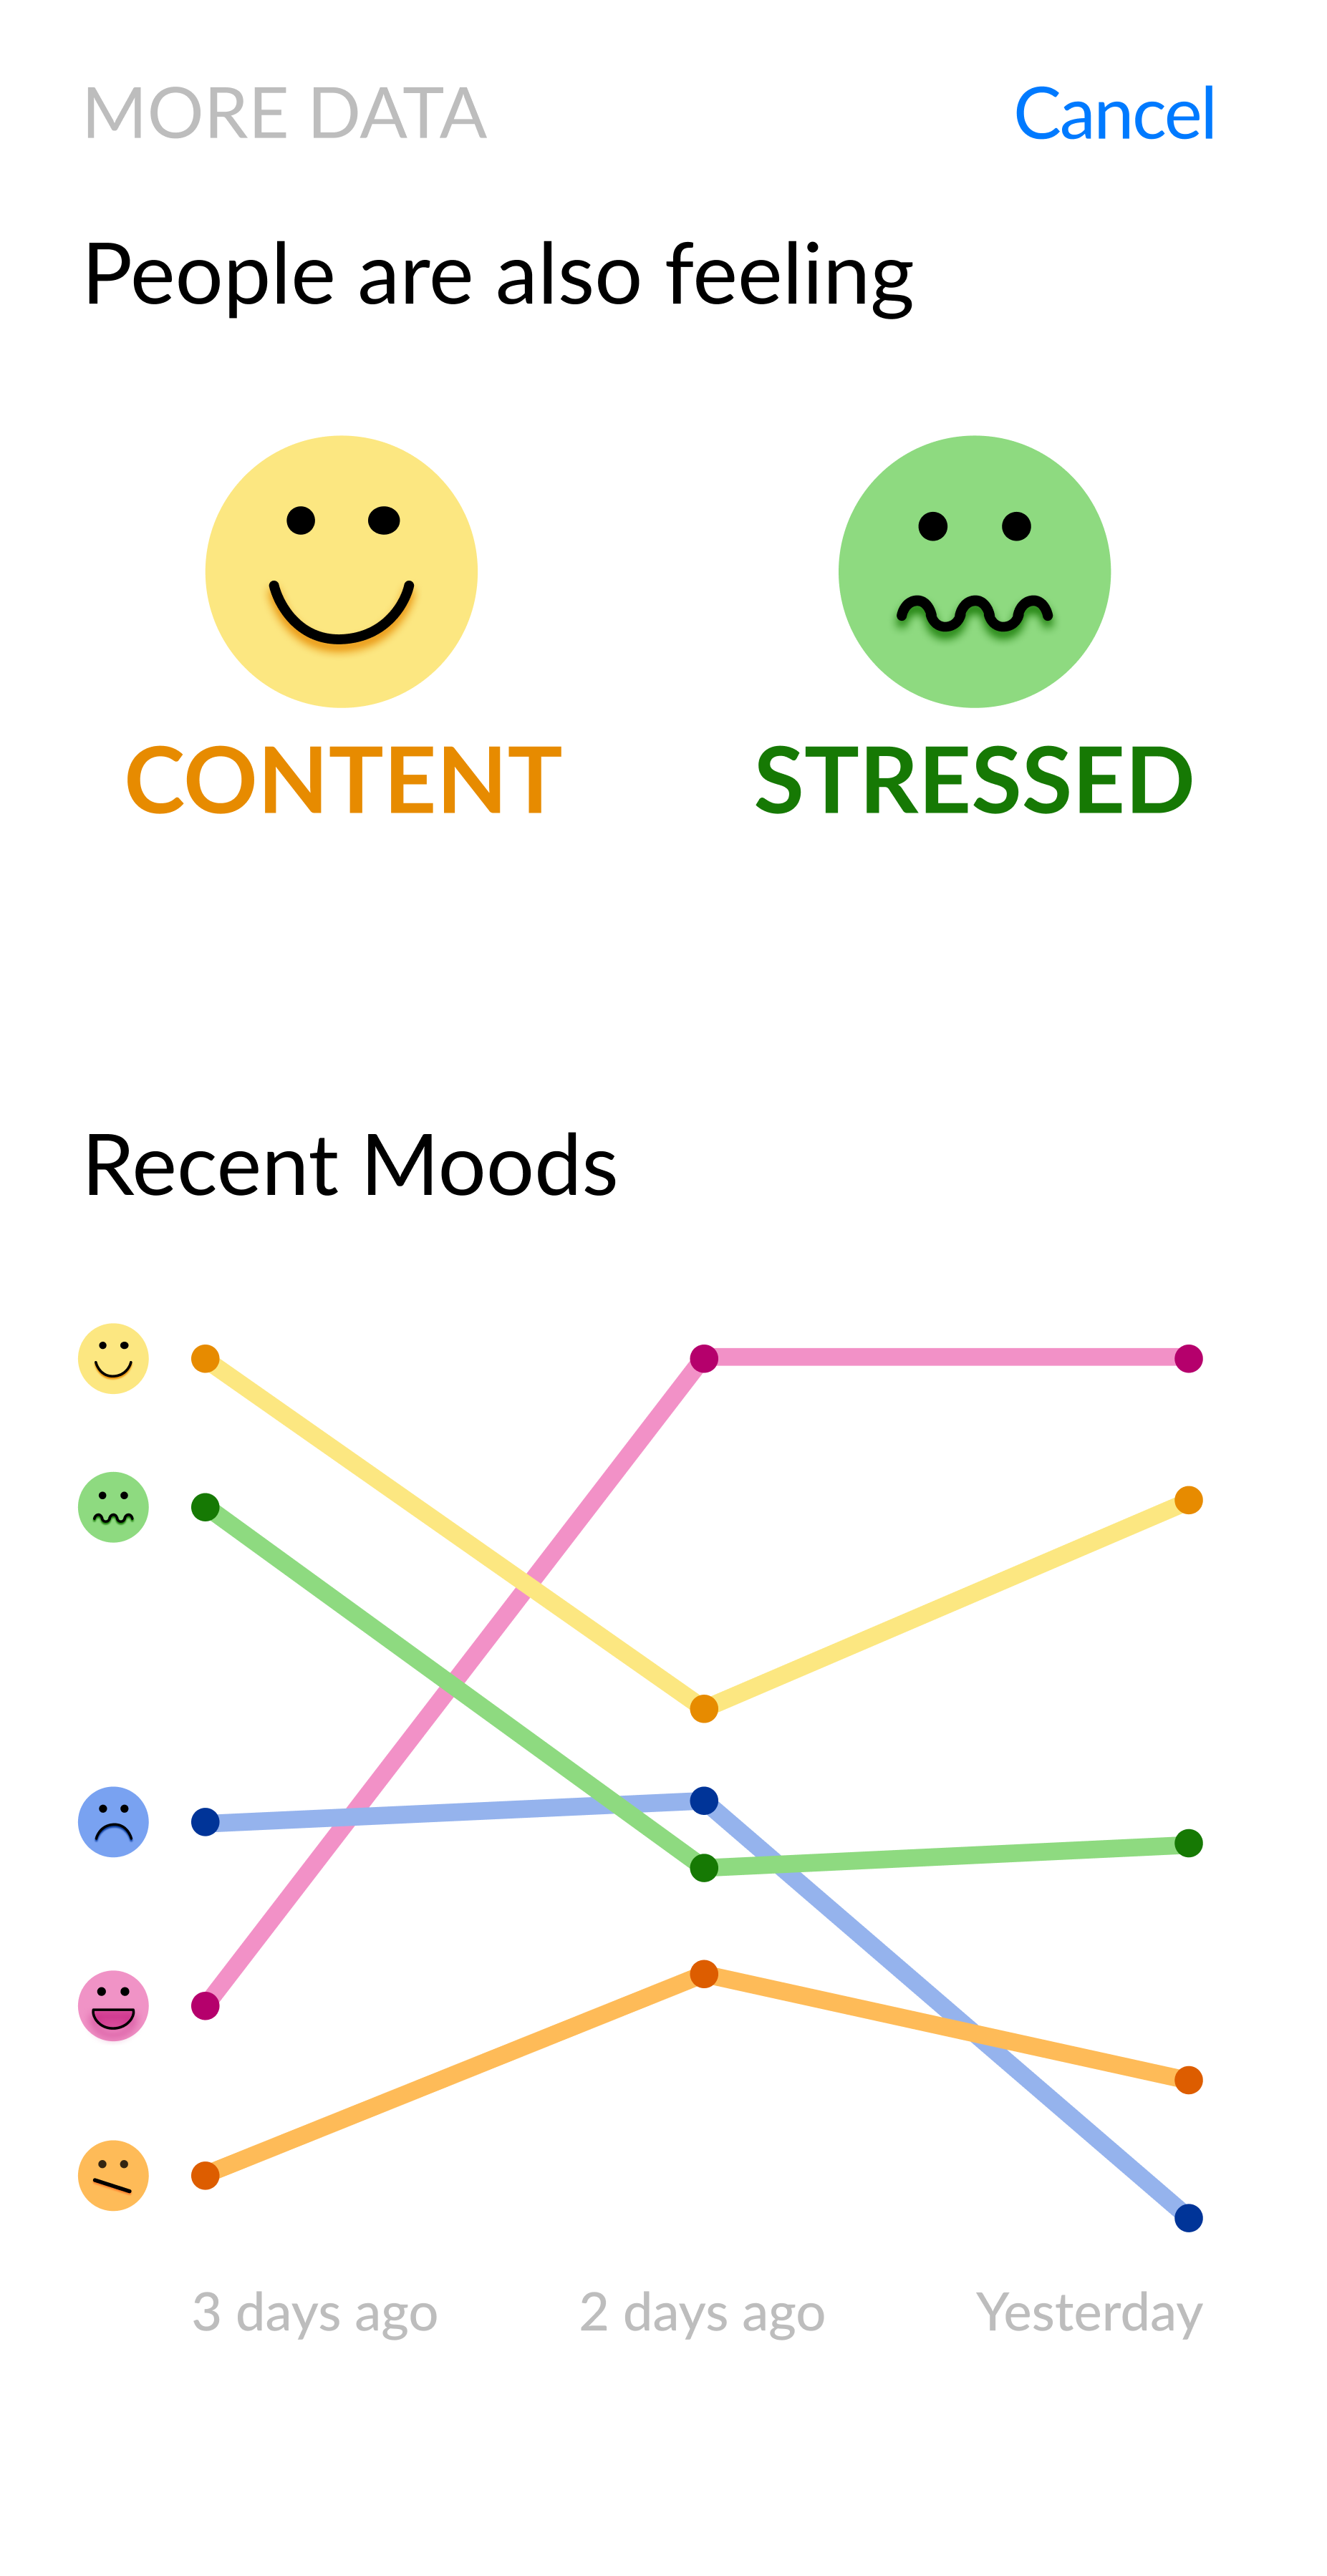 MORE DATA Cancel
People are also feeling
CONTENT STRESSED
Recent Moods
3 days ago 2 days ago Yesterday